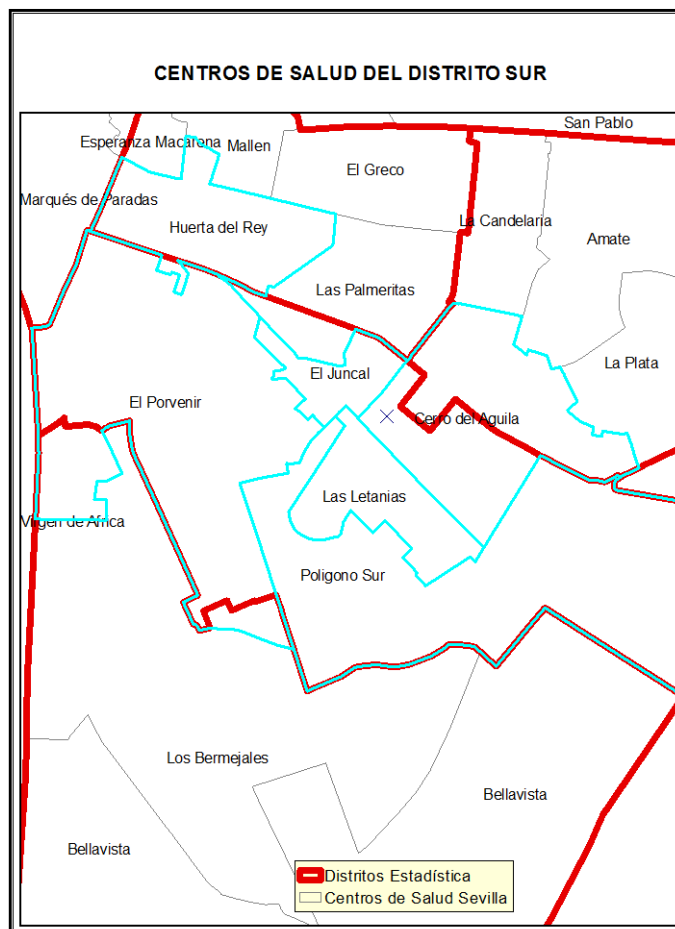 CENTROS DE SALUD DEL DISTRITO SUR
San Pablo
Esperanza Macarena
Mallen
El Greco
Marqués de Paradas
Huerta del Rey
La Candelaria
Amate
Las Palmeritas
La Plata
El Juncal
El Porvenir
Cerro del Aguila
Las Letanias
Virgen de Africa
Poligono Sur
Los Bermejales
Bellavista
Bellavista
Distritos Estadística
Centros de Salud Sevilla